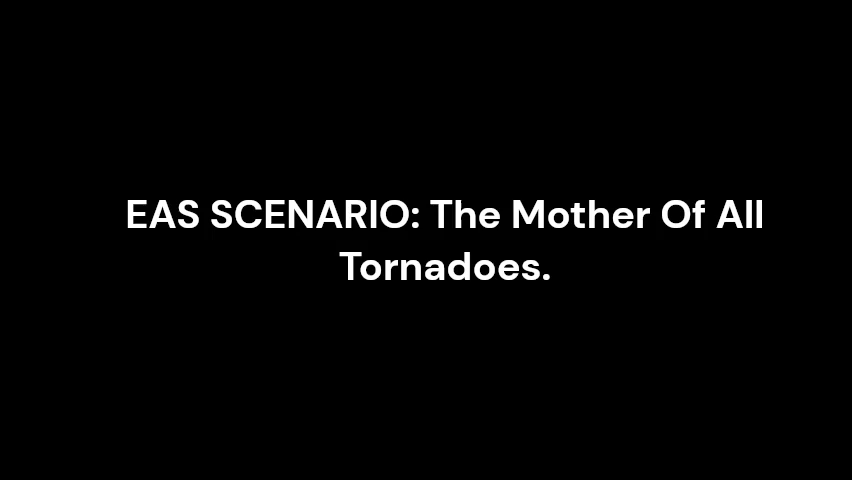 EAS SCENARIO: The Mother Of All
Tornadoes.